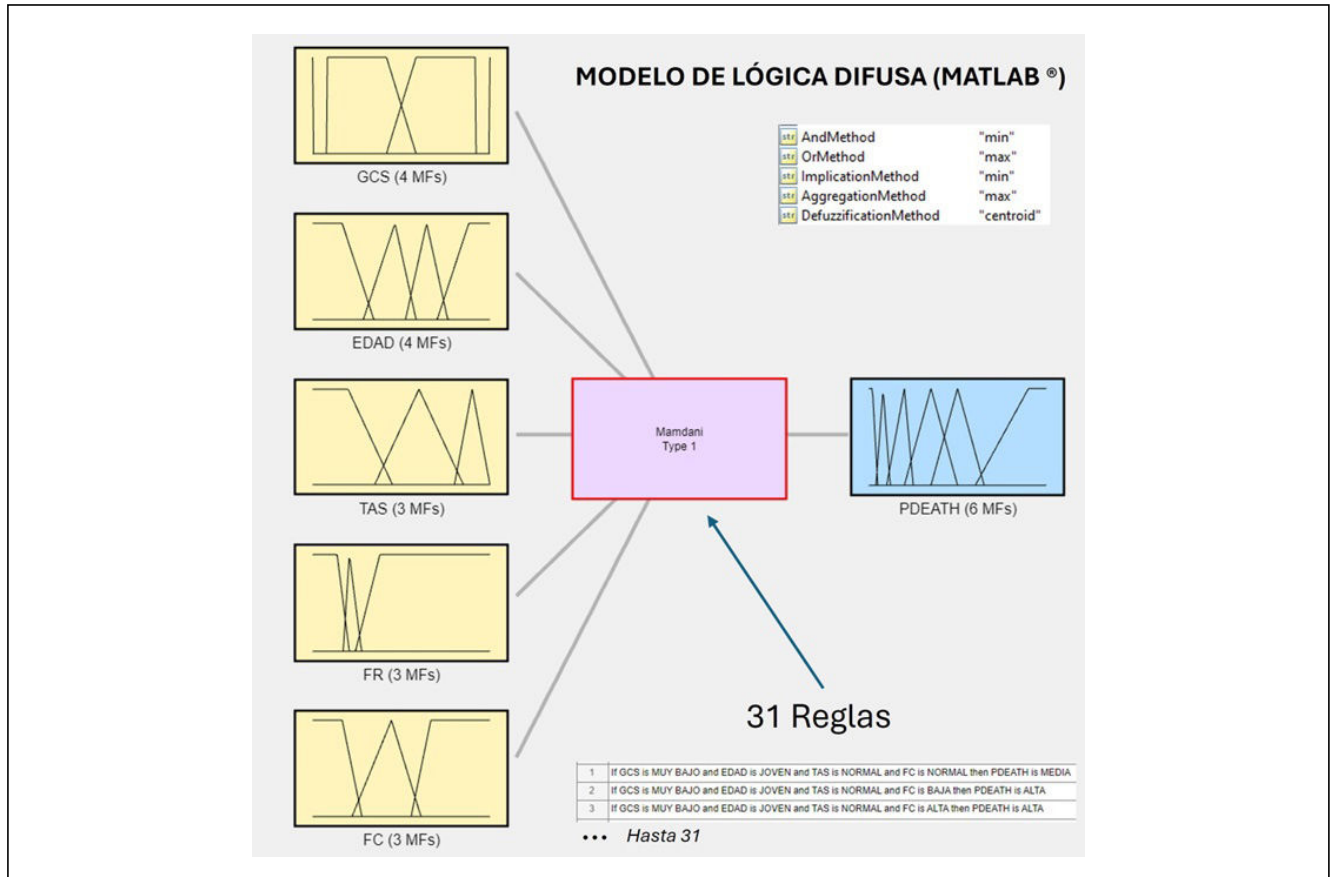 MODELO DE LÓGICA DIFUSA (MATLAB ®)
str AndMethod "min"
str OrMethod "max"
str ImplicationMethod "min"
str AggregationMethod "max"
str DefuzzificationMethod "centroid"
GCS (4 MFs)
EDAD (4 MFs)
TAS (3 MFs)
FR (3 MFs)
FC (3 MFs)
Mamdani
Type 1
PDEATH (6 MFs)
31 Reglas
1 If GCS is MUY BAJO and EDAD is JOVEN and TAS is NORMAL and FC is NORMAL then PDEATH is MEDIA
2 If GCS is MUY BAJO and EDAD is JOVEN and TAS is NORMAL and FC is BAJA then PDEATH is ALTA
3 If GCS is MUY BAJO and EDAD is JOVEN and TAS is NORMAL and FC is ALTA then PDEATH is ALTA
••• Hasta 31